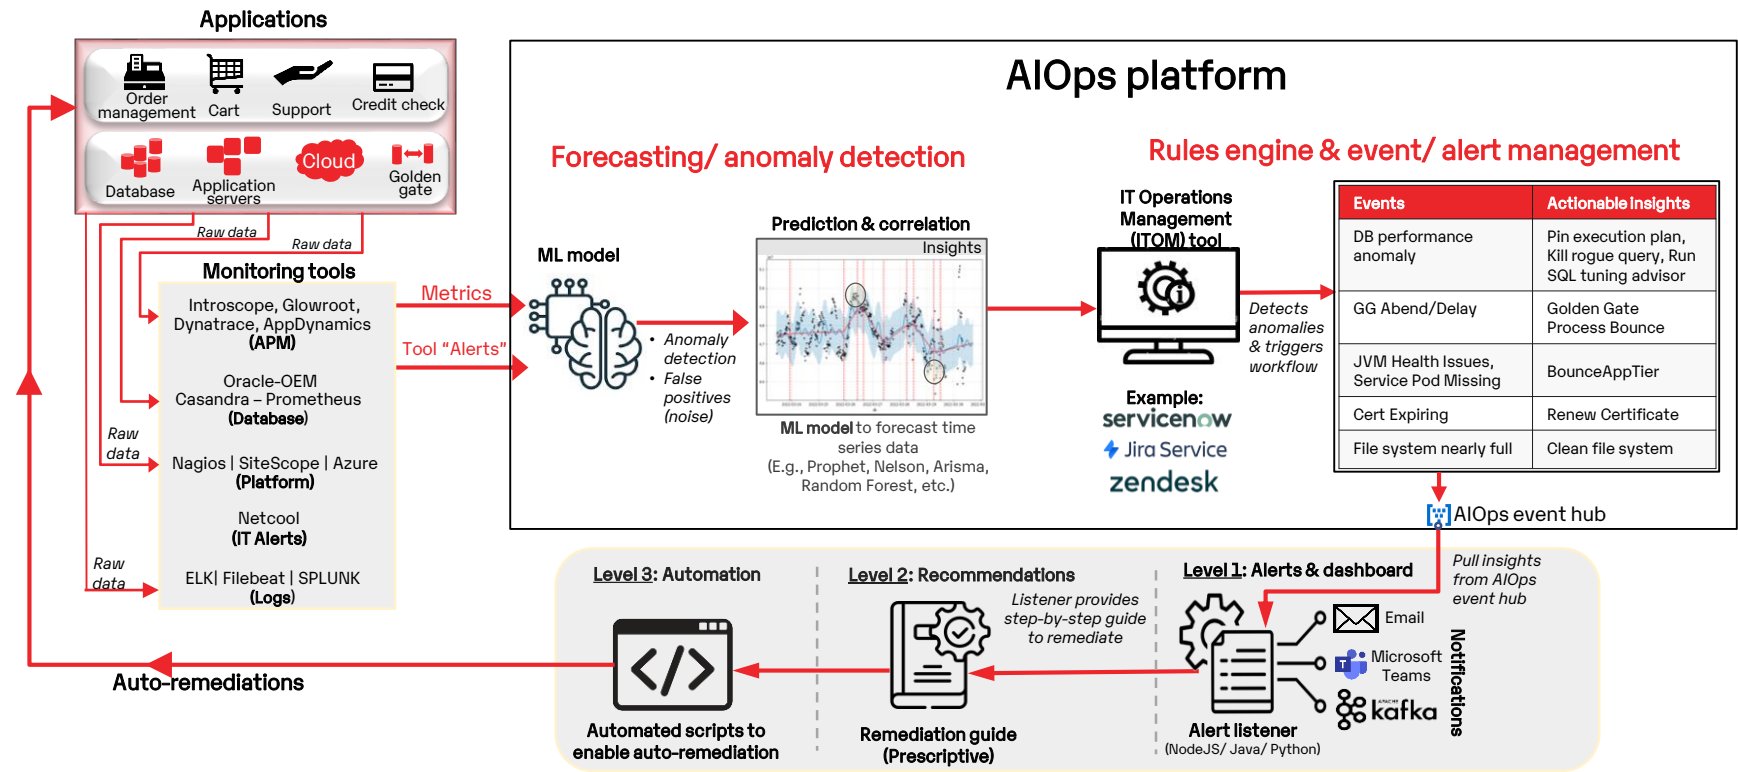 Applications
Order
management
Cart
Support
Credit check
Database
Application
servers
Cloud
Golden
gate
Raw data
Raw data
Monitoring tools
Introscope, Glowroot,
Dynatrace, AppDynamics
(APM)
Oracle-OEM
Casandra – Prometheus
(Database)
Raw
data
Nagios | SiteScope | Azure
(Platform)
Netcool
(IT Alerts)
Raw
data
ELK| Filebeat | SPLUNK
(Logs)
Metrics
Tool “Alerts”
AIOps platform
Forecasting/ anomaly detection
ML model
• Anomaly
detection
• False
positives
(noise)
Prediction & correlation
Insights
ML model to forecast time
series data
(E.g., Prophet, Nelson, Arisma,
Random Forest, etc.)
Rules engine & event/ alert management
IT Operations
Management
(ITOM) tool
Example:
servicenow
Jira Service
zendesk
Detects
anomalies
& triggers
workflow
Events Actionable insights
DB performance
anomaly
Pin execution plan,
Kill rogue query, Run
SQL tuning advisor
GG Abend/Delay
Golden Gate
Process Bounce
JVM Health Issues,
Service Pod Missing
BounceAppTier
Cert Expiring
Renew Certificate
File system nearly full
Clean file system
AIOps event hub
Pull insights
from AIOps
event hub
Level 1: Alerts & dashboard
Email
Microsoft
Teams
APACHE
kafka
Notifications
Alert listener
(NodeJS/ Java/ Python)
Level 2: Recommendations
Listener provides
step-by-step guide
to remediate
Remediation guide
(Prescriptive)
Level 3: Automation
Automated scripts to
enable auto-remediation
Auto-remediations